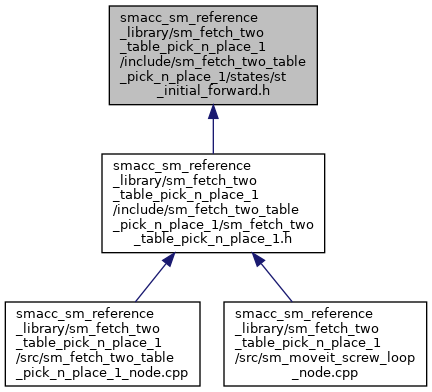 smacc_sm_reference
_library/sm_fetch_two
_table_pick_n_place_1
/include/sm_fetch_two_table
_pick_n_place_1/states/st
_initial_forward.h
smacc_sm_reference
_library/sm_fetch_two
_table_pick_n_place_1
/include/sm_fetch_two_table
_pick_n_place_1/sm_fetch_two
_table_pick_n_place_1.h
smacc_sm_reference
_library/sm_fetch_two
_table_pick_n_place_1
/src/sm_fetch_two_table
_pick_n_place_1_node.cpp
smacc_sm_reference
_library/sm_fetch_two
_table_pick_n_place_1
/src/sm_moveit_screw_loop
_node.cpp